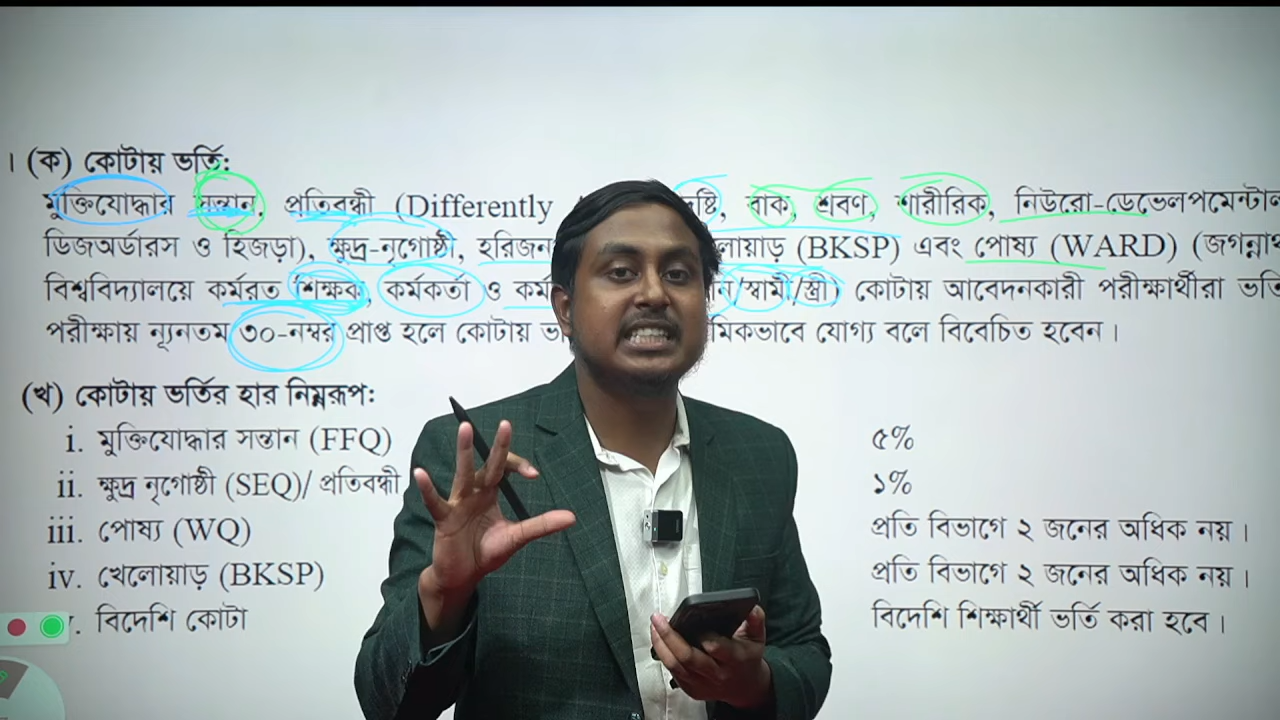 । (ক) কোটায় ভর্তি:
মুক্তিযোদ্ধার সন্তান, প্রতিবন্ধী (Differently বাক, শ্রবণ, শারীরিক, নিউরো-ডেভেলপমেন্টাল
ডিজঅর্ডারস ও হিজড়া), ক্ষুদ্র-নৃগোষ্ঠী, হরিজন (BKSP) এবং পোষ্য (WARD) (জগন্নাথ
বিশ্ববিদ্যালয়ে কর্মরত শিক্ষক, কর্মকর্তা ও /স্বামী/স্ত্রী) কোটায় আবেদনকারী পরীক্ষার্থীরা ভর্তি
পরীক্ষায় ন্যূনতম ৩০-নম্বর প্রাপ্ত হলে কোটায় যোগ্য বলে বিবেচিত হবেন।
(খ) কোটায় ভর্তির হার নিম্নরূপ:
i. মুক্তিযোদ্ধার সন্তান (FFQ) ৫%
ii. ক্ষুদ্র নৃগোষ্ঠী (SEQ)/ প্রতিবন্ধী ১%
iii. পোষ্য (WQ) প্রতি বিভাগে ২ জনের অধিক নয়।
iv. খেলোয়াড় (BKSP) প্রতি বিভাগে ২ জনের অধিক নয়।
বিদেশি কোটা বিদেশি শিক্ষার্থী ভর্তি করা হবে।